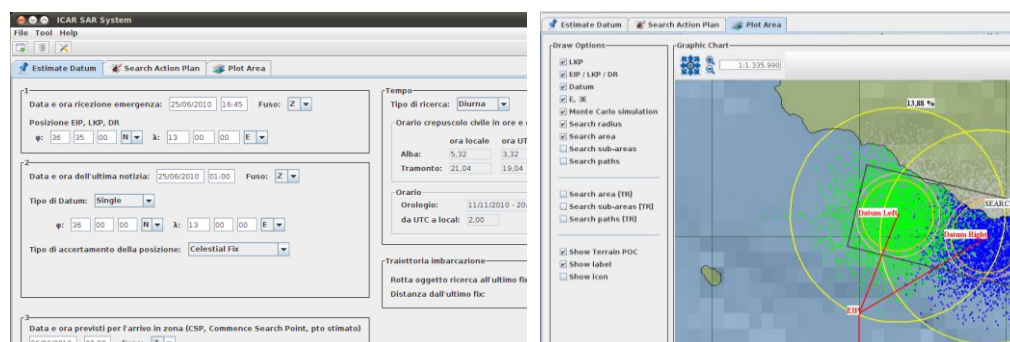 ICAR SAR System
File Tool Help
Estimate Datum Search Action Plan Plot Area
1
Data e ora ricezione emergenza: 25/06/2010 16:45 Fuso: Z
Posizione EIP, LKP, DR
φ: 36 35 00 N λ: 13 00 00 E
2
Data e ora dell'ultima notizia: 25/06/2010 01:00 Fuso: Z
Tipo di Datum: Single
φ: 36 00 00 N λ: 13 00 00 E
Tipo di accertamento della posizione: Celestial Fix
3
Data e ora previsti per l'arrivo in zona (CSP, Commence Search Point, pto stimato)
Tempo
Tipo di ricerca: Diurna
Orario crepuscolo civile in ore e
ora locale ora UT
Alba: 5,32 3,32
Tramonto: 21,04 19,04
Orario
Orologio: 11/11/2010 - 20:
da UTC a local: 2,00
Traiettoria imbarcazione
Rotta oggetto ricerca all'ultimo fix
Distanza dall'ultimo fix:
Estimate Datum Search Action Plan Plot Area
Draw Options
LKP
EIP / LKP / DR
Datum
E, 3E
Monte Carlo simulation
Search radius
Search area
Search sub-areas
Search paths
Search area [TR]
Search sub-areas [TR]
Search paths [TR]
Show Terrain POC
Show label
Show icon
Graphic Chart
1:1.335.990
13,88 %
SEARC
Datum Left
Datum Right
EIP